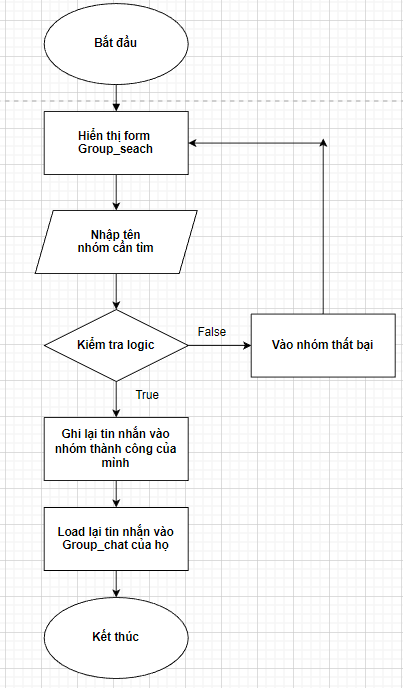 Bắt đầu
Hiển thị form
Group_seach
Nhập tên
nhóm cần tìm
Kiểm tra logic
False
Vào nhóm thất bại
True
Ghi lại tin nhắn vào
nhóm thành công của
mình
Load lại tin nhắn vào
Group_chat của họ
Kết thúc